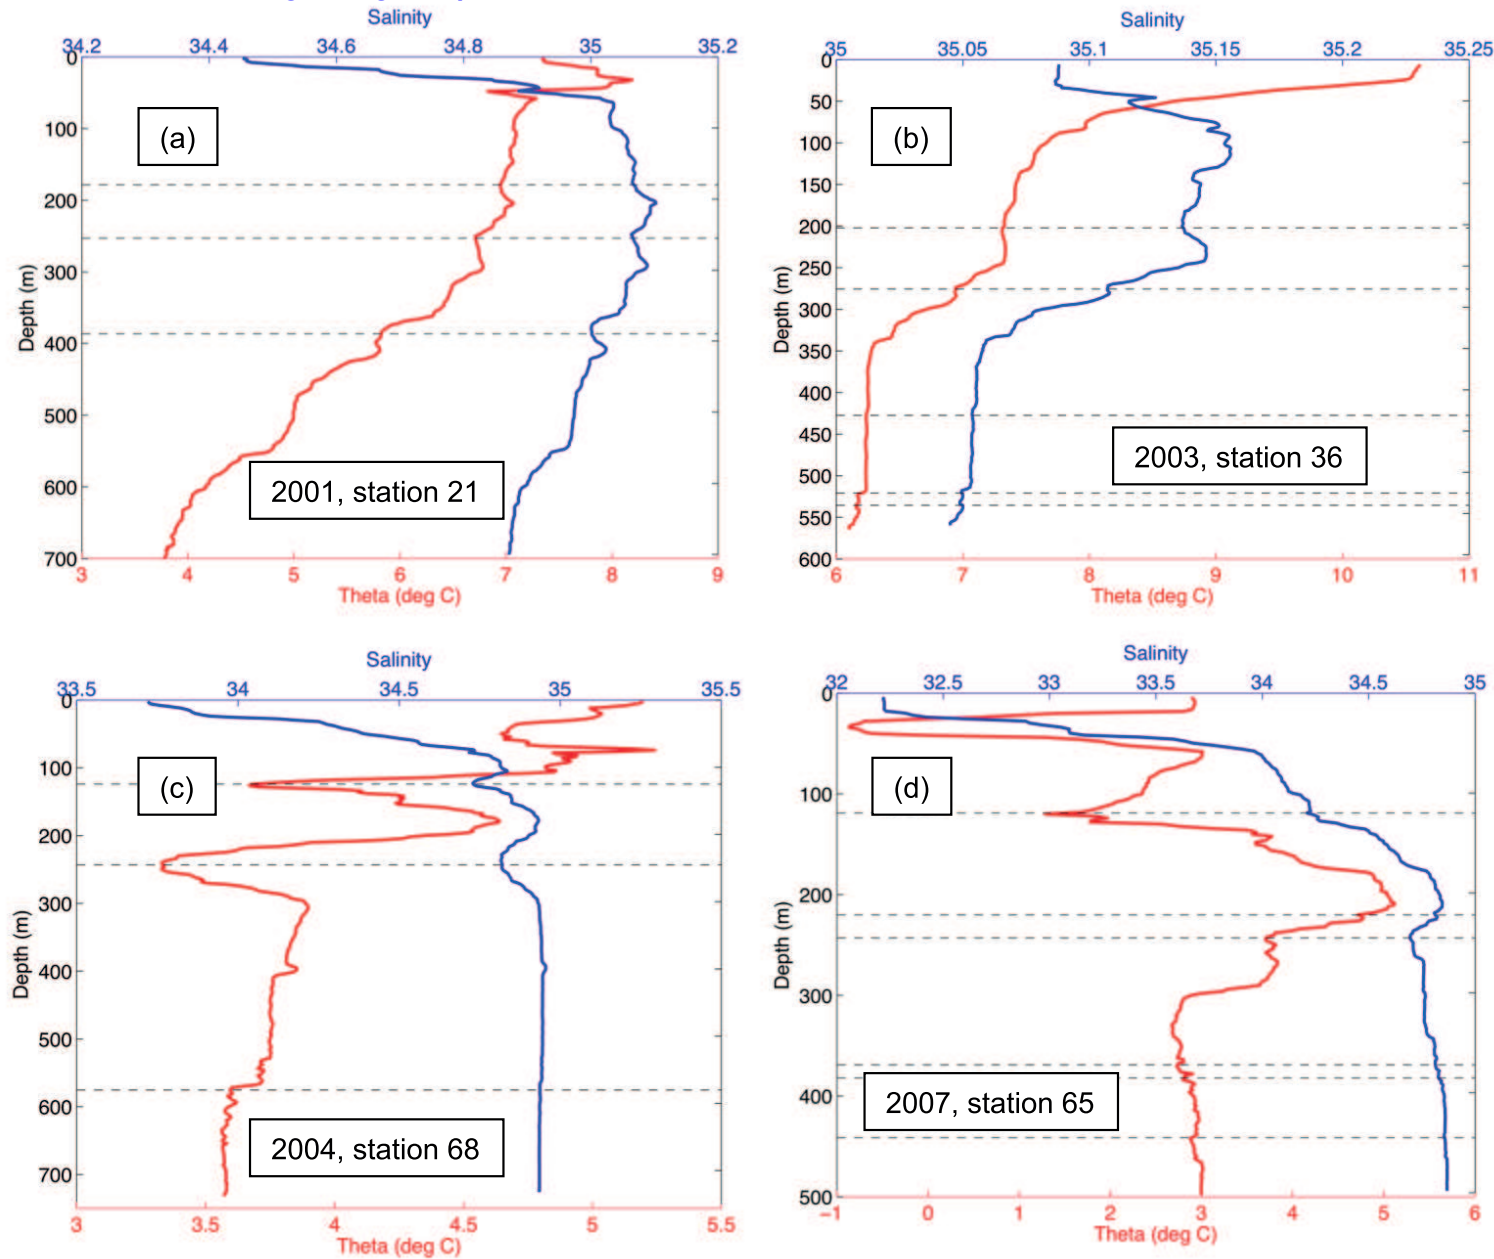 Salinity
34.2 34.4 34.6 34.8 35 35.2
0
100
200
300
400
500
600
700
Depth (m)
(a)
2001, station 21
3 4 5 6 7 8 9
Theta (deg C)
Salinity
35 35.05 35.1 35.15 35.2 35.25
0
50
100
150
200
250
300
350
400
450
500
550
600
Depth (m)
(b)
2003, station 36
6 7 8 9 10 11
Theta (deg C)
Salinity
33.5 34 34.5 35 35.5
0
100
200
300
400
500
600
700
Depth (m)
(c)
2004, station 68
3 3.5 4 4.5 5 5.5
Theta (deg C)
Salinity
32 32.5 33 33.5 34 34.5 35
0
100
200
300
400
500
Depth (m)
(d)
2007, station 65
−1 0 1 2 3 4 5 6
Theta (deg C)